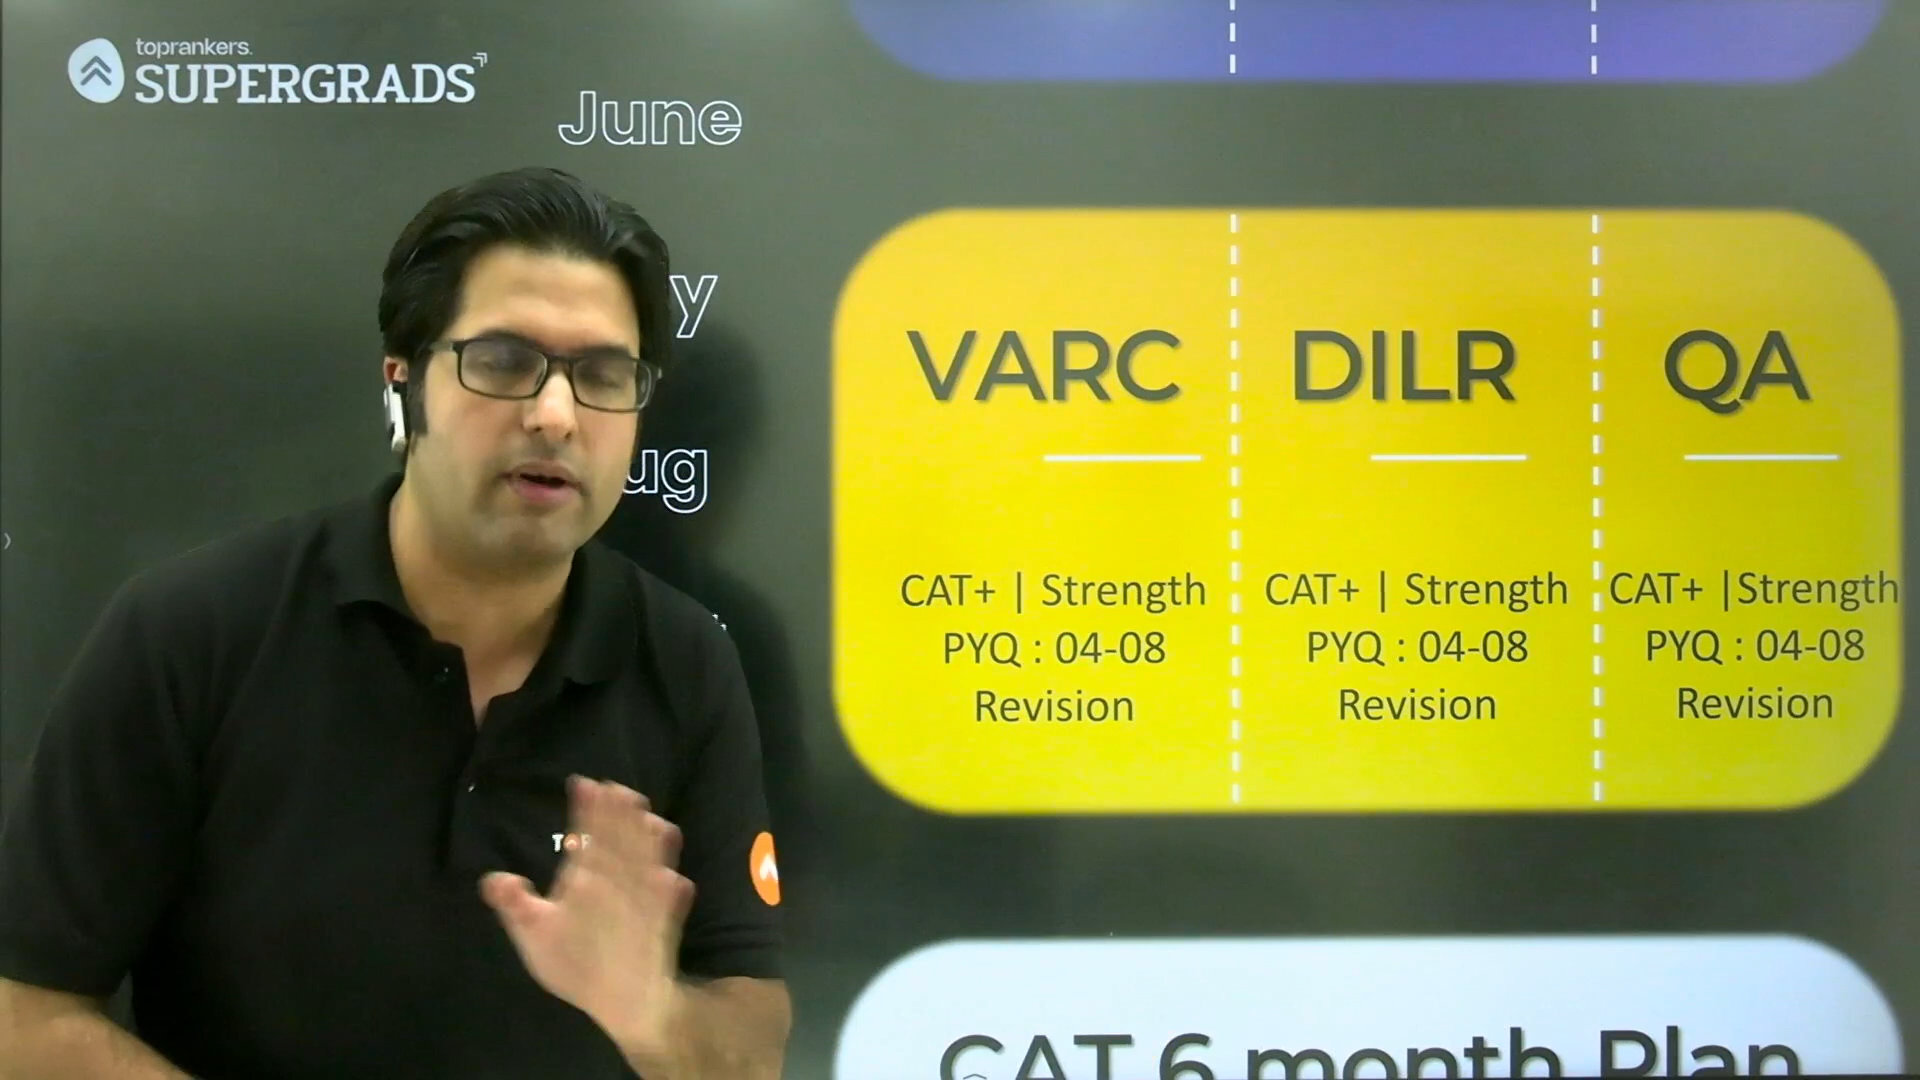 toprankers.
SUPERGRADS
June
y
ug
VARC
DILR
QA
CAT+ | Strength
PYQ : 04-08
Revision
CAT+ | Strength
PYQ : 04-08
Revision
CAT+ |Strength
PYQ : 04-08
Revision
CAT 6 month Plan